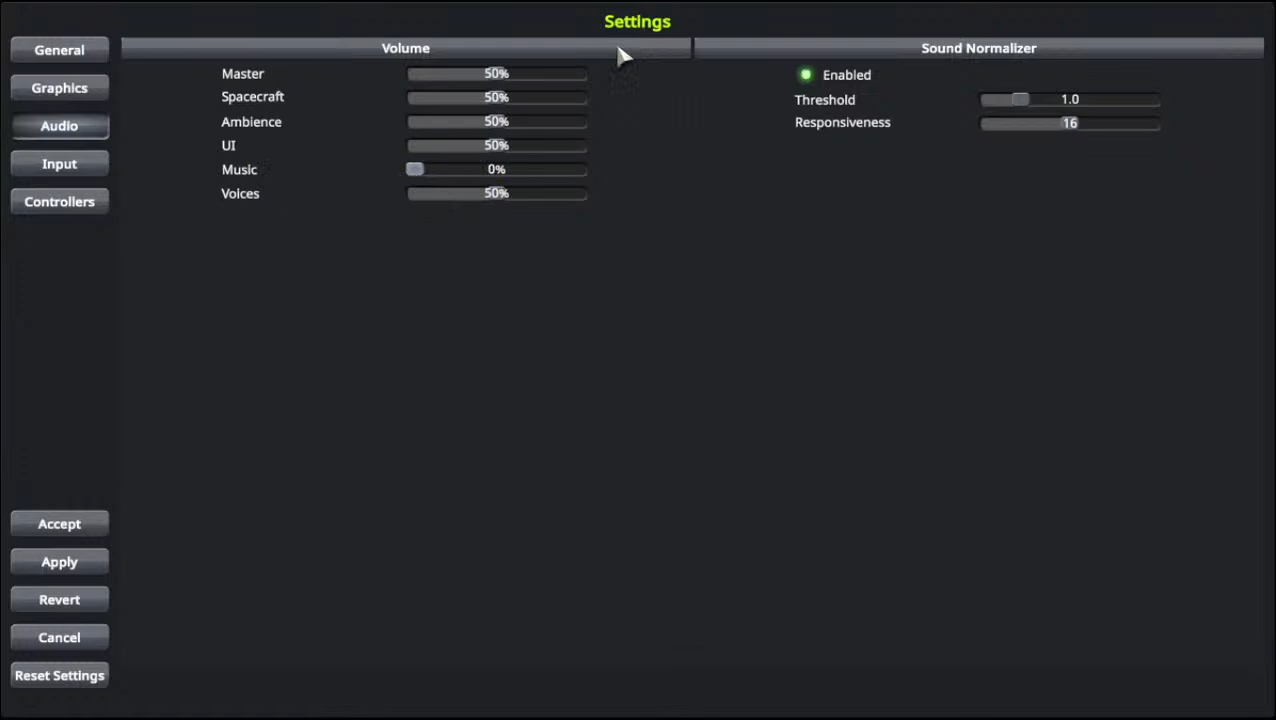 Settings
General
Graphics
Audio
Input
Controllers
Volume
Master 50%
Spacecraft 50%
Ambience 50%
UI 50%
Music 0%
Voices 50%
Sound Normalizer
Enabled
Threshold 1.0
Responsiveness 16
Accept
Apply
Revert
Cancel
Reset Settings